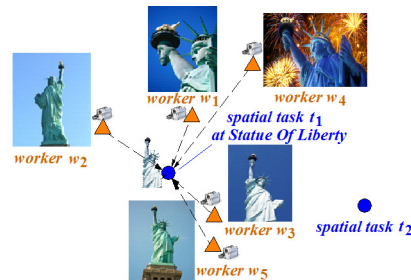 worker w1
worker w4
spatial task t1
at Statue Of Liberty
worker w2
worker w3
spatial task t2
worker w5